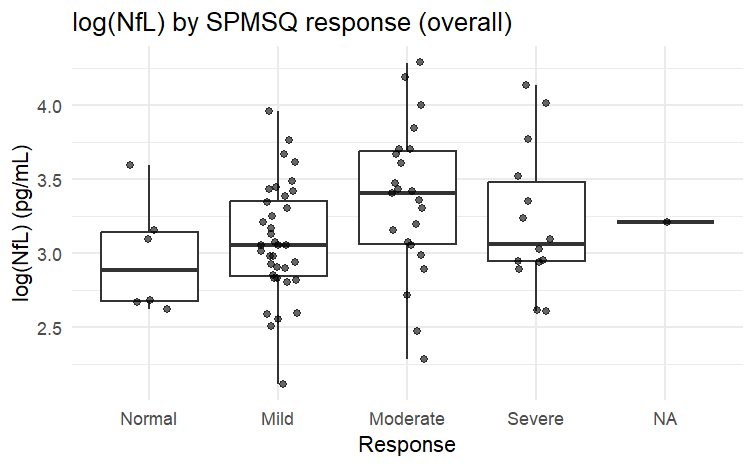 log(NfL) by SPMSQ response (overall)
log(NfL) (pg/mL)
4.0
3.5
3.0
2.5
Normal Mild Moderate Severe NA
Response